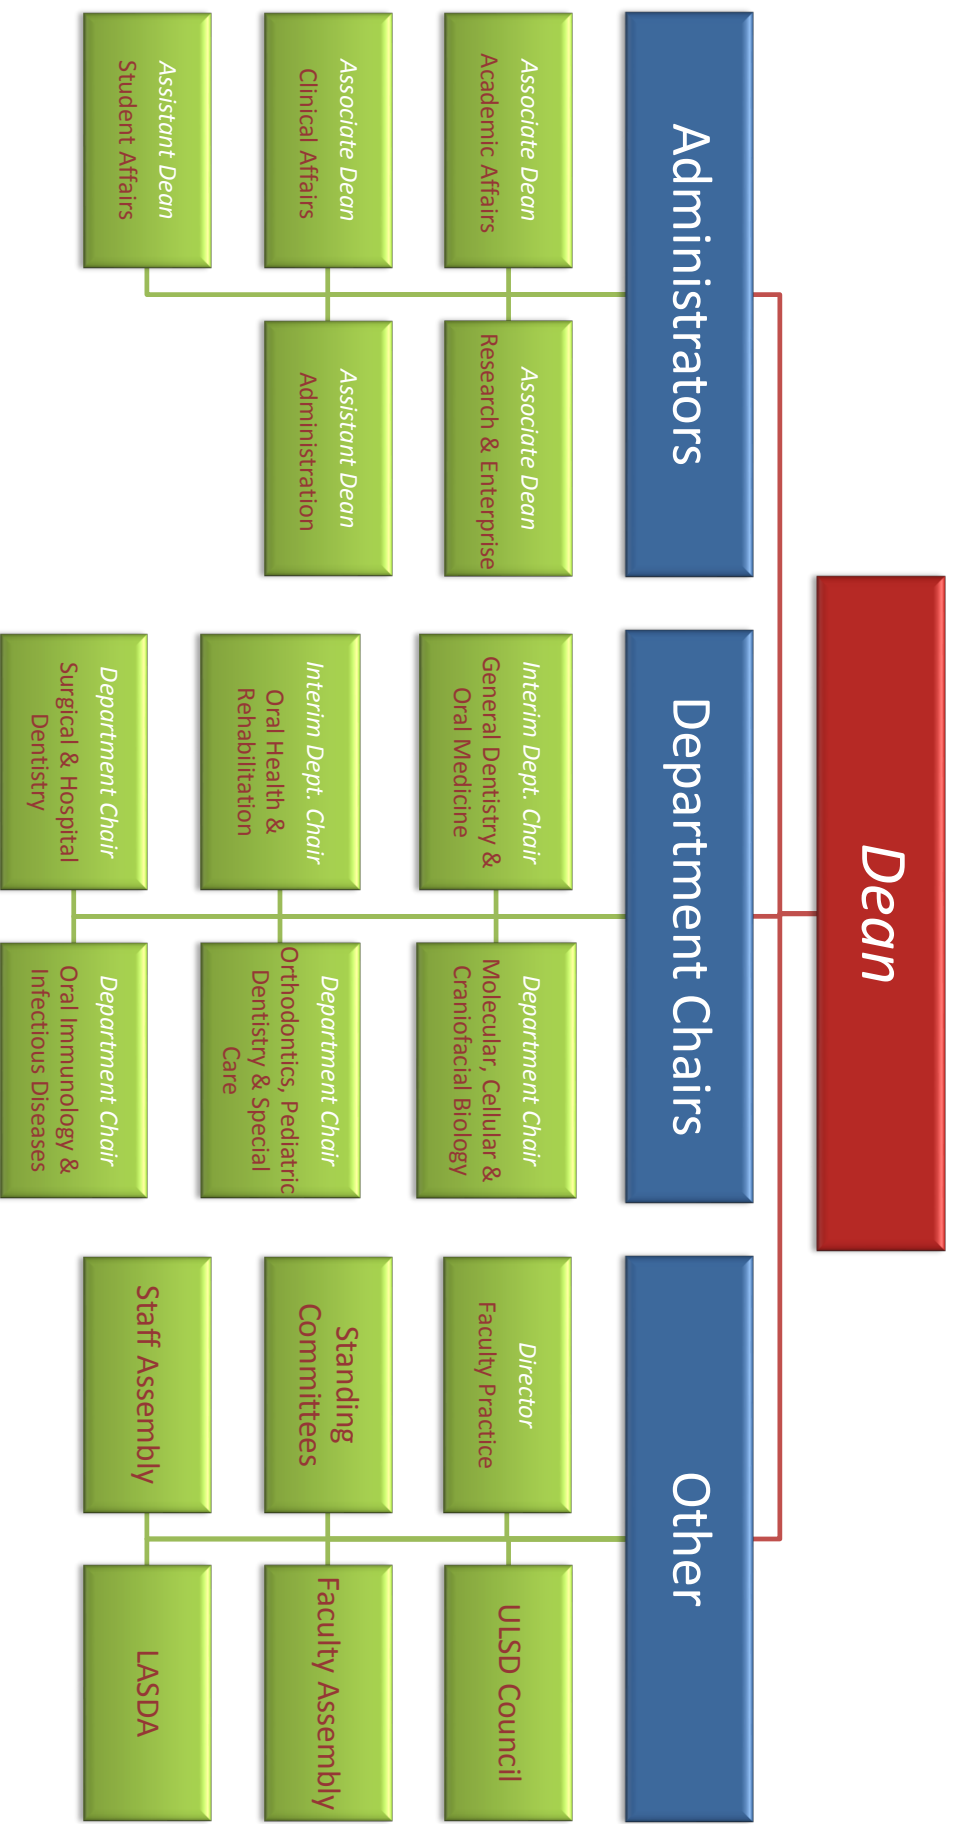 Dean
Administrators
Associate Dean
Academic Affairs
Associate Dean
Research & Enterprise
Associate Dean
Clinical Affairs
Assistant Dean
Administration
Assistant Dean
Student Affairs
Department Chairs
Interim Dept. Chair
General Dentistry &
Oral Medicine
Department Chair
Molecular, Cellular &
Craniofacial Biology
Interim Dept. Chair
Oral Health &
Rehabilitation
Department Chair
Orthodontics, Pediatric
Dentistry & Special
Care
Department Chair
Surgical & Hospital
Dentistry
Department Chair
Oral Immunology &
Infectious Diseases
Other
Director
Faculty Practice
ULSD Council
Standing
Committees
Faculty Assembly
Staff Assembly
LASDA